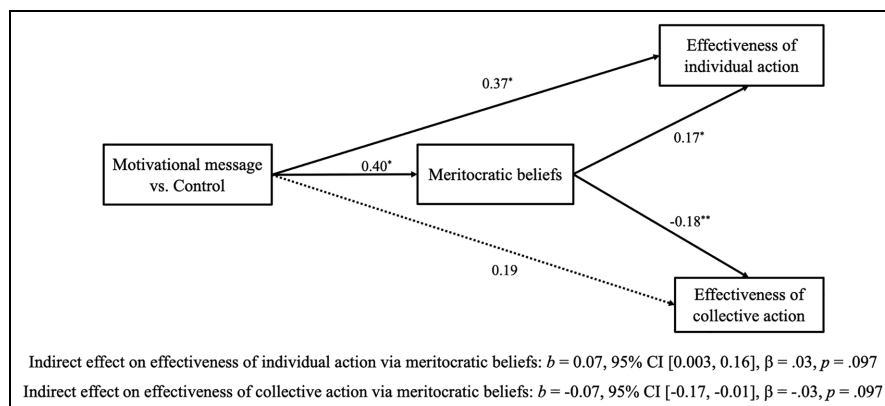 Effectiveness of
individual action
0.37*
0.17*
Motivational message
vs. Control
0.40*
Meritocratic beliefs
-0.18**
0.19
Effectiveness of
collective action
Indirect effect on effectiveness of individual action via meritocratic beliefs: b = 0.07, 95% CI [0.003, 0.16], β = .03, p = .097
Indirect effect on effectiveness of collective action via meritocratic beliefs: b = -0.07, 95% CI [-0.17, -0.01], β = -.03, p = .097